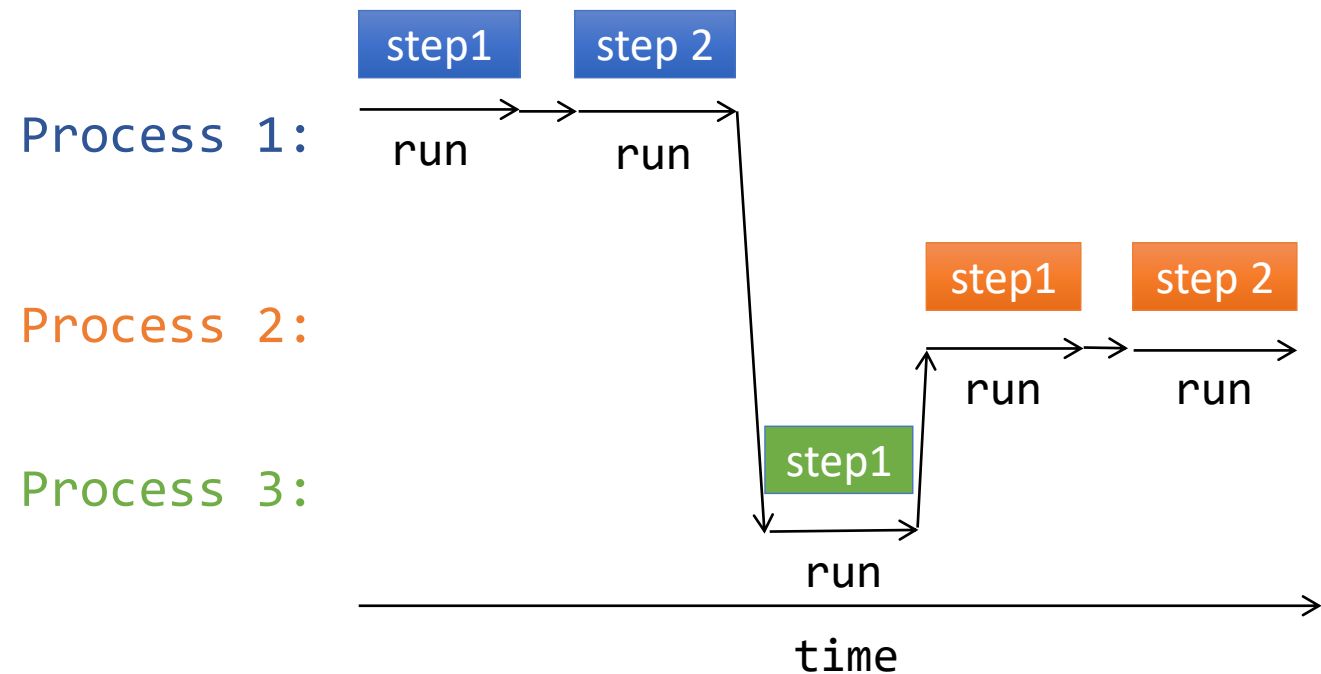 step1
step 2
Process 1:
run
run
step1
step 2
Process 2:
run
run
step1
Process 3:
run
time